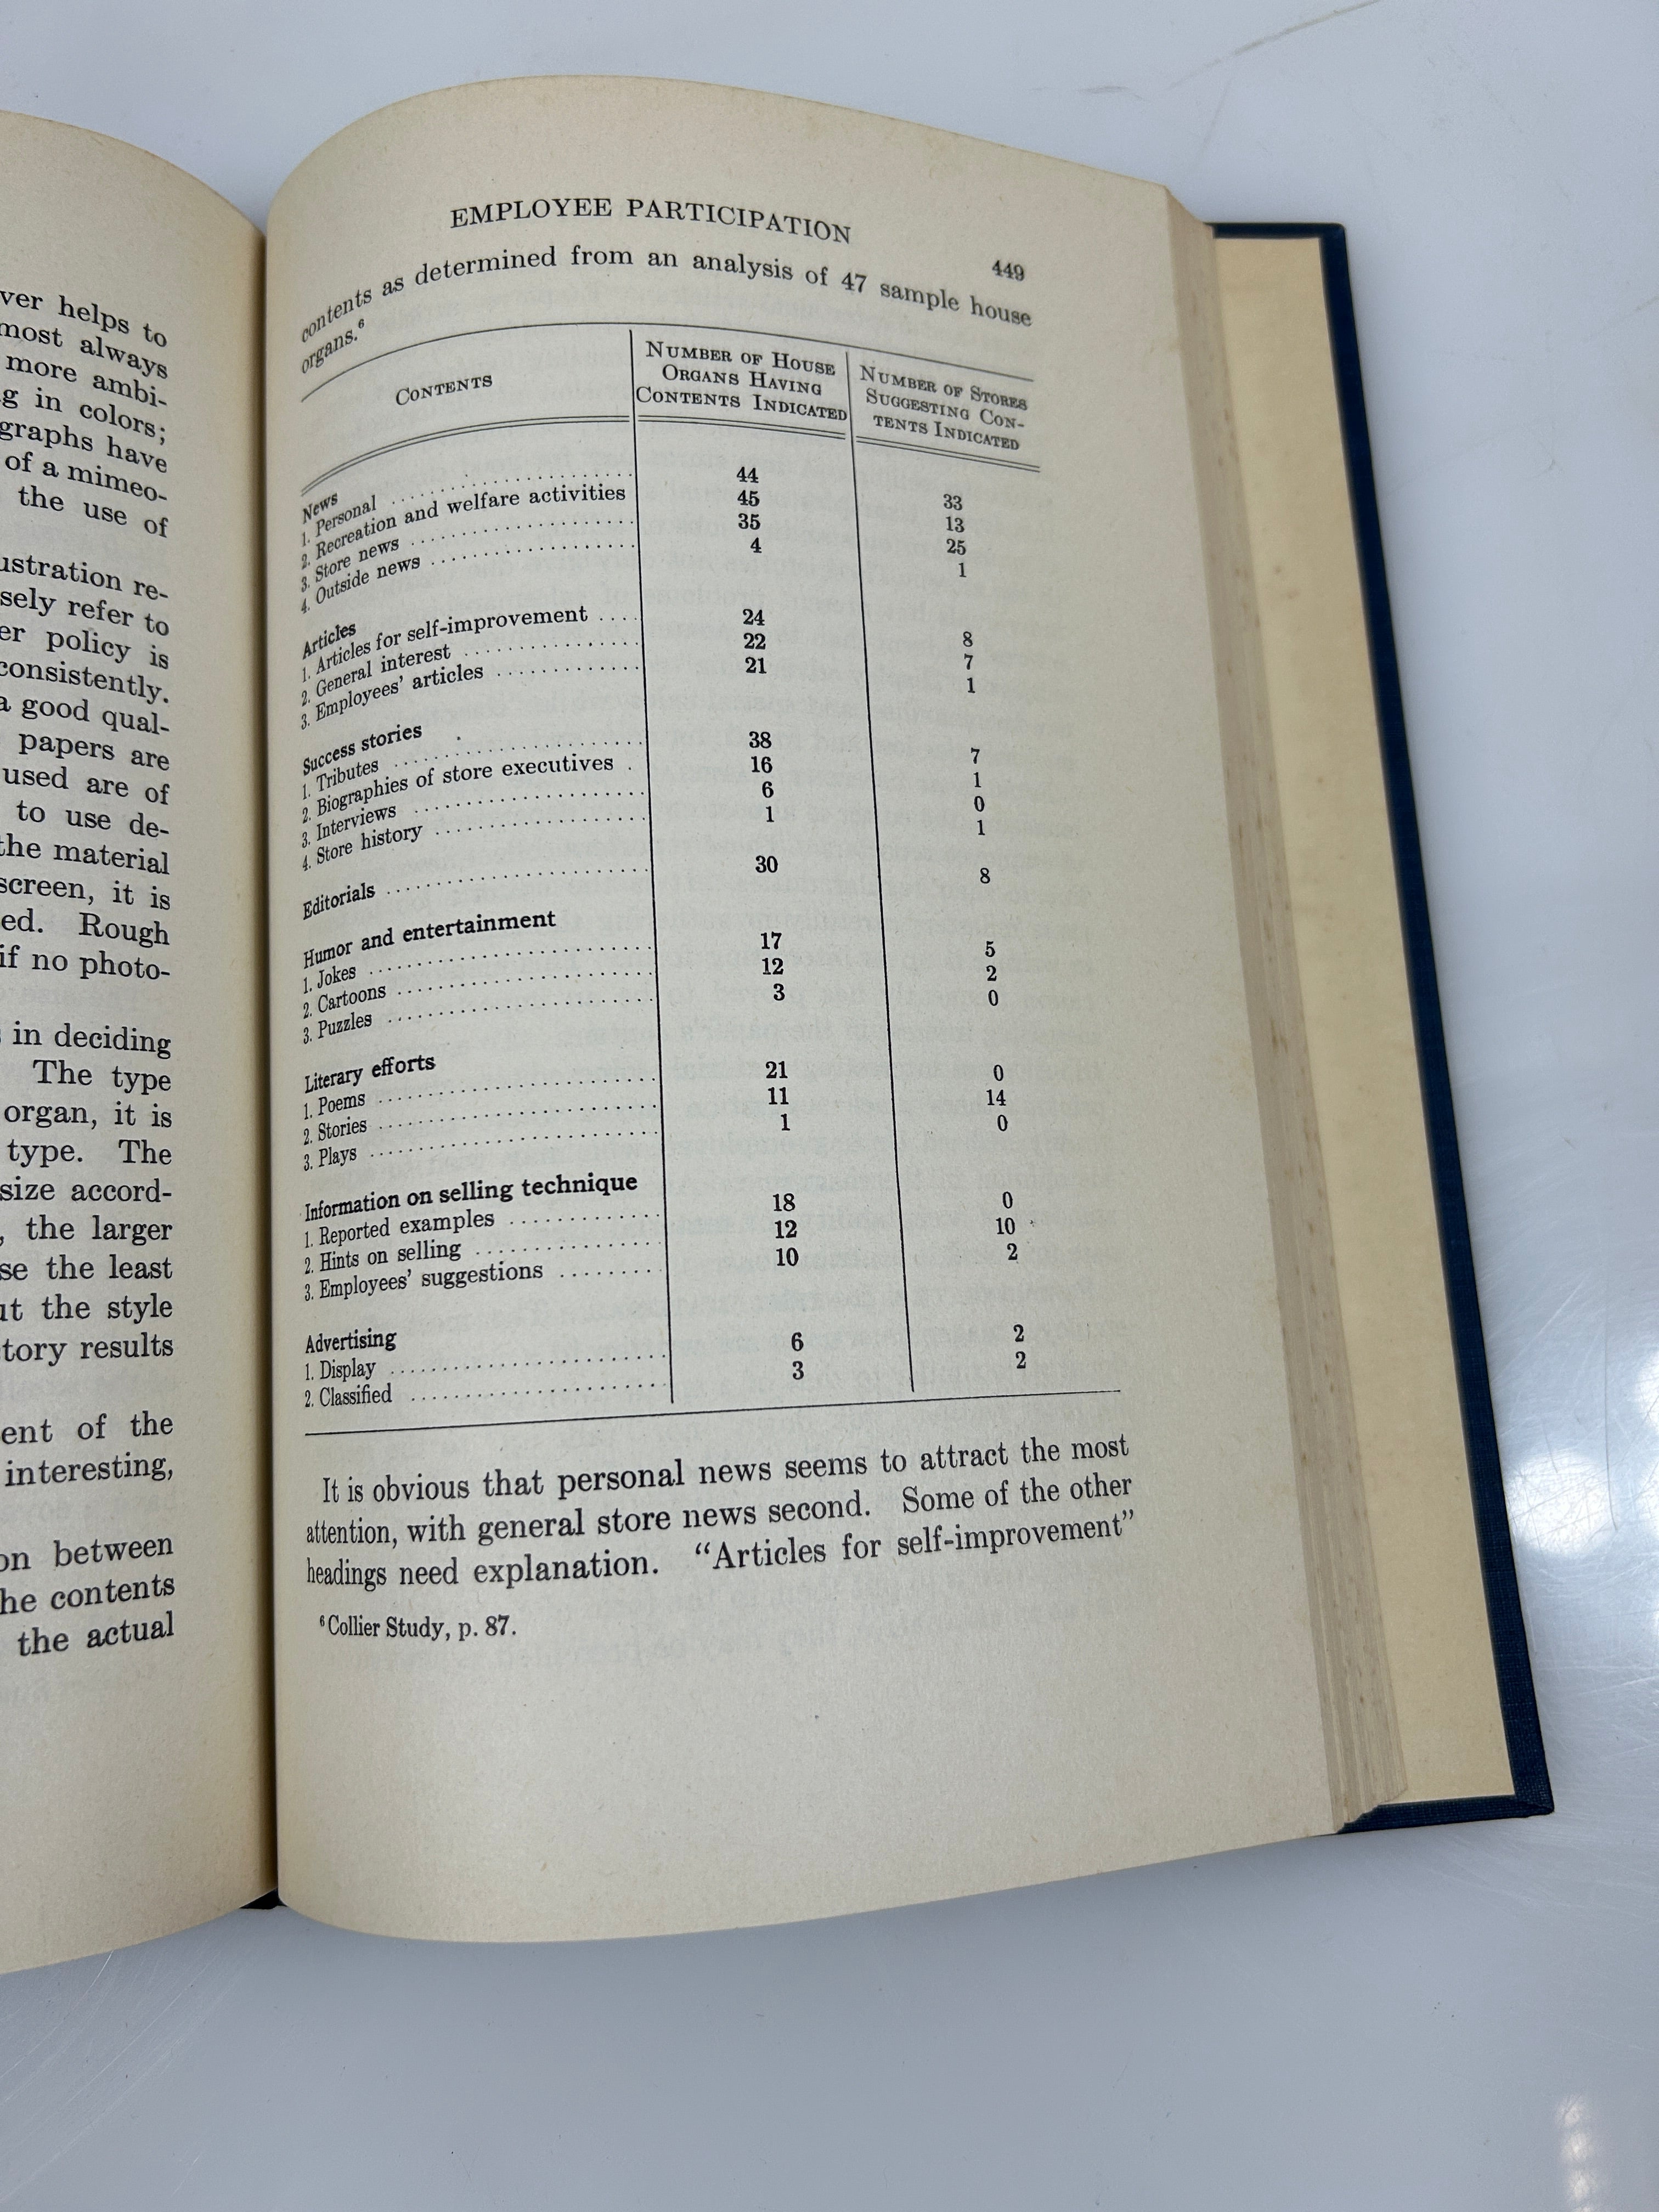 ver helps to
most always
more ambi-
g in colors;
graphs have
of a mimeo-
the use of
ustration re-
sely refer to
er policy is
consistently.
a good qual-
papers are
used are of
to use de-
the material
screen, it is
ed. Rough
if no photo-
in deciding
The type
organ, it is
type. The
size accord-
, the larger
se the least
ut the style
tory results
ent of the
interesting,
on between
he contents
the actual
EMPLOYEE PARTICIPATION 449
contents as determined from an analysis of 47 sample house
organs.⁶
CONTENTS
NUMBER OF HOUSE
ORGANS HAVING
CONTENTS INDICATED
NUMBER OF STORES
SUGGESTING CON-
TENTS INDICATED
News
1. Personal 44 33
2. Recreation and welfare activities 45 13
3. Store news 35 25
4. Outside news 4 1
Articles
1. Articles for self-improvement 24 8
2. General interest 22 7
3. Employees' articles 21 1
Success stories
1. Tributes 38 7
2. Biographies of store executives 16 1
3. Interviews 6 0
4. Store history 1 1
Editorials 30 8
Humor and entertainment
1. Jokes 17 5
2. Cartoons 12 2
3. Puzzles 3 0
Literary efforts
1. Poems 21 0
2. Stories 11 14
3. Plays 1 0
Information on selling technique
1. Reported examples 18 0
2. Hints on selling 12 10
3. Employees' suggestions 10 2
Advertising
1. Display 6 2
2. Classified 3 2
It is obvious that personal news seems to attract the most
attention, with general store news second. Some of the other
headings need explanation. "Articles for self-improvement"
⁶ Collier Study, p. 87.